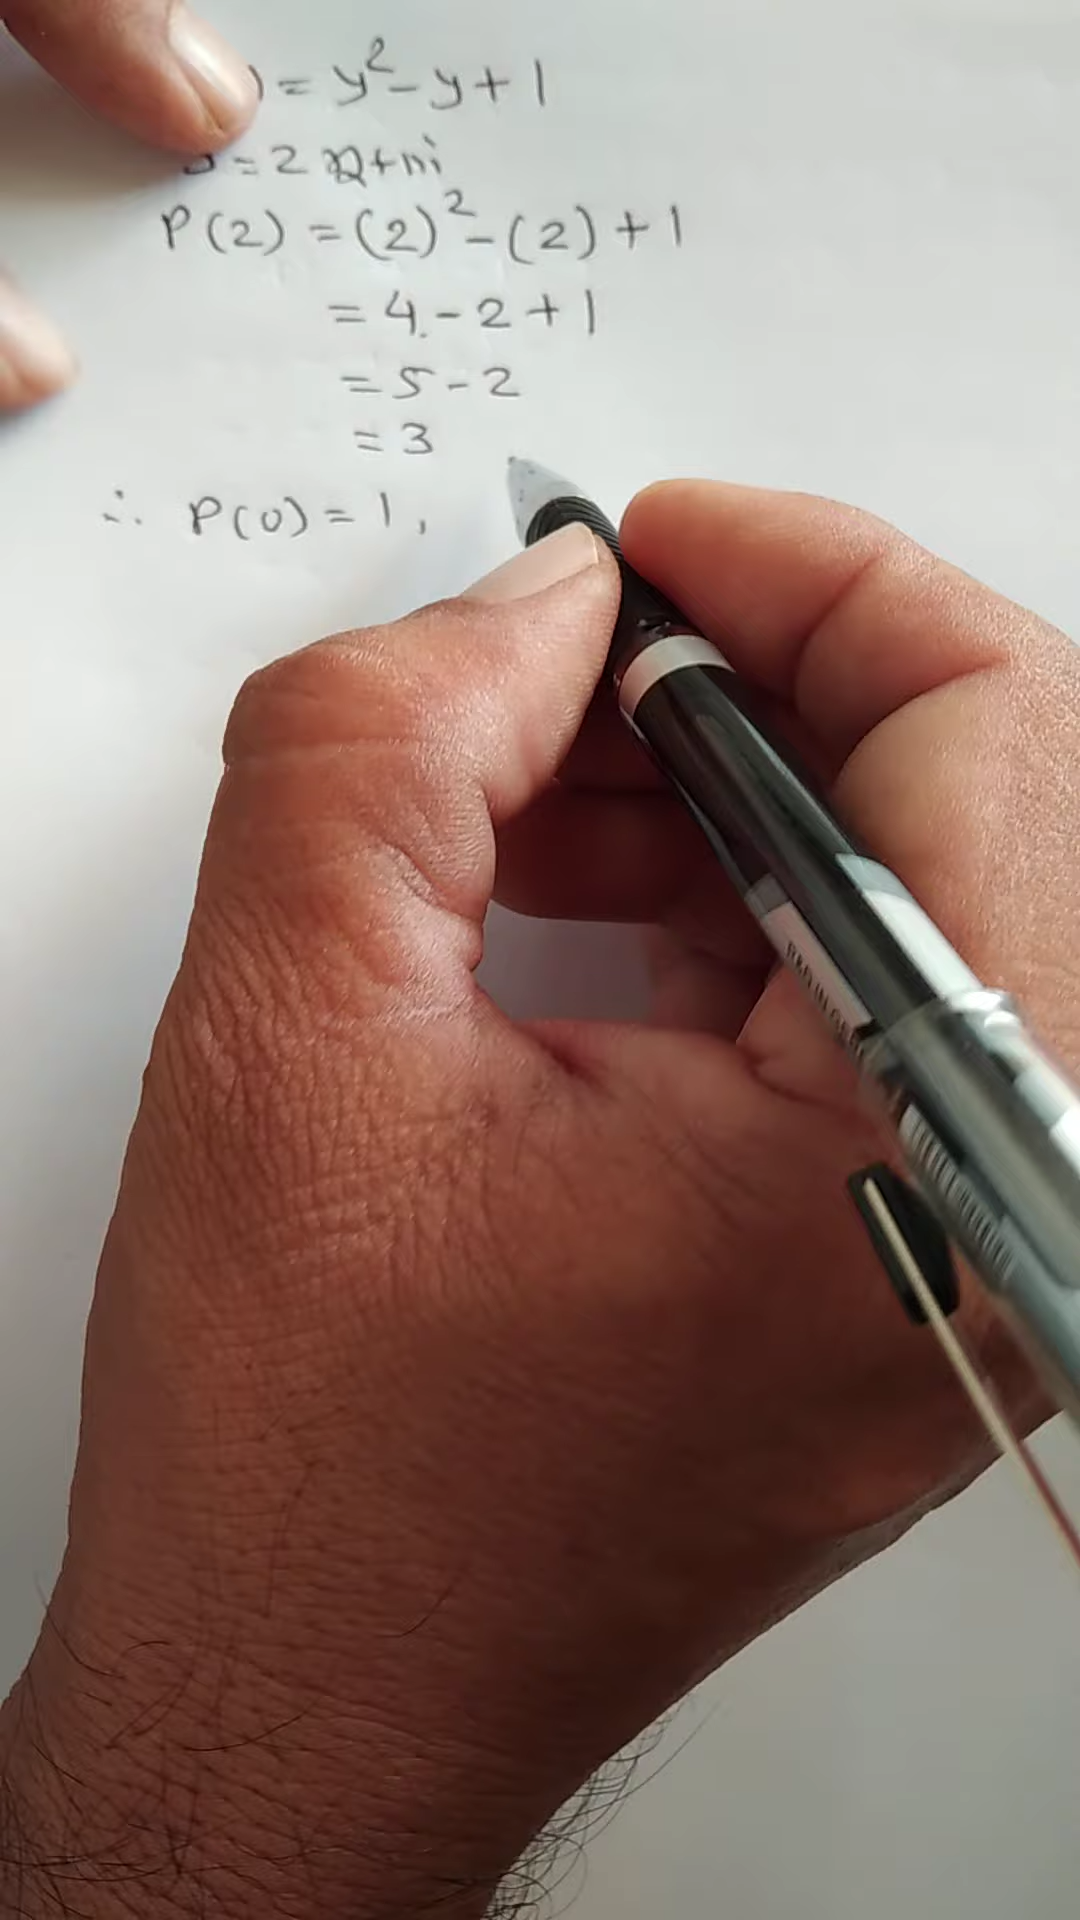 ) = y² - y + 1
= 2
P(2) = (2)² - (2) + 1
= 4 - 2 + 1
= 5 - 2
= 3
∴ P(0) = 1,